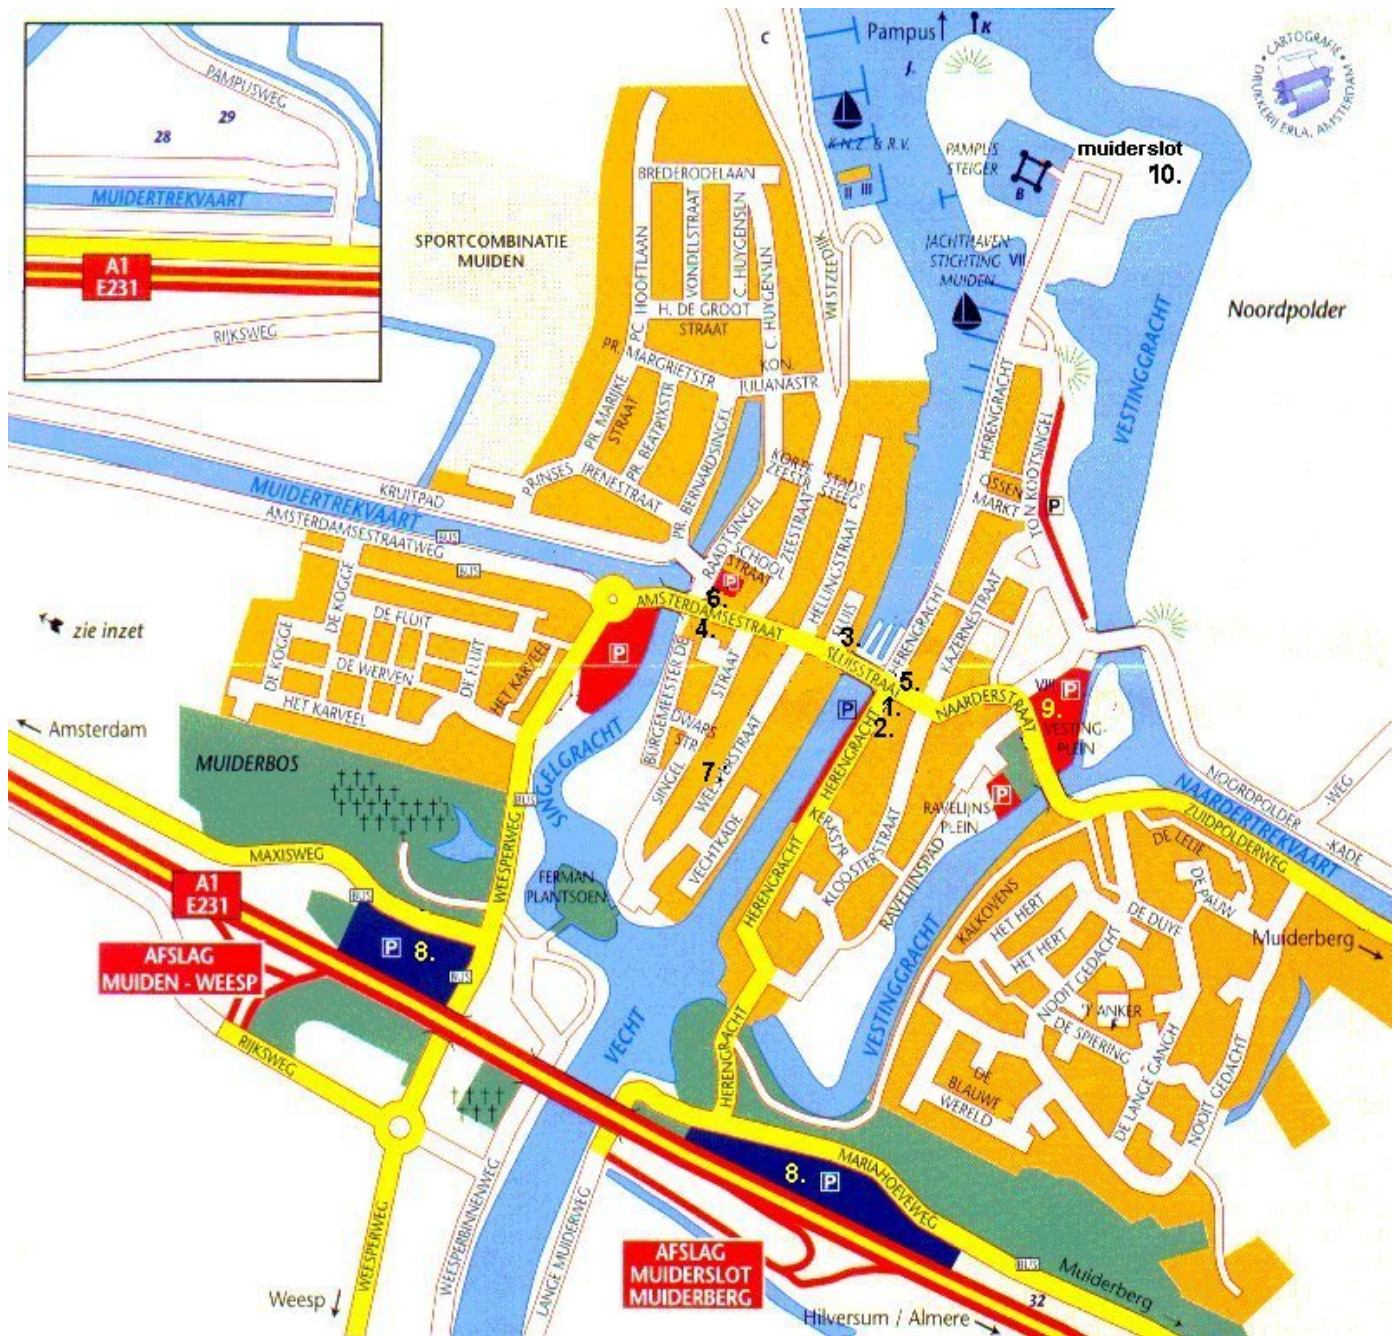 PAMPUSWEG
29
28
MUIDERTREKVAART
A1
E231
RIJKSWEG
C
Pampus
K
J.
CARTOGRAFIE
DRUKKERIJ ERLA, AMSTERDAM
K.N.Z. & R.V.
II III
PAMPUS
STEIGER
B
muiderslot
10.
JACHTHAVEN
STICHTING VII
MUIDEN
Noordpolder
VESTINGGRACHT
SPORTCOMBINATIE
MUIDEN
BREDERODELAAN
PC HOOFTLAAN
VONDELSTRAAT
C. HUYGENSLN
C. HUYGENSLN
WESTZEEDIJK
H. DE GROOT
STRAAT
PR. MARGRIETSTR
KON.
JULIANASTR
PR. MARIJKE
STRAAT
PR. BEATRIXSTR
PR. BERNARDSINGEL
PRINSES
IRENESTRAAT
KORTE
ZEESTR.
STADS
STEEG
HERENGRACHT
OSSEN
MARKT
TON KOOTSINGEL
P
KRUITPAD
MUIDERTREKVAART
AMSTERDAMSESTRAATWEG
BUS
BUS
RAADTSINGEL
SCHOOL
STRAAT
ZEESTRAAT
HELLINGSTRAAT
SLUIS
HERENGRACHT
KAZERNESTRAAT
P
6.
AMSTERDAMSESTRAAT
4.
3.
SLUISSTRAAT
5.
1.
2.
NAARDERSTRAAT
VIII
P
9.
VESTING-
PLEIN
zie inzet
DE KOGGE
DE KOGGE
DE FLUIT
DE WERVEN
DE FLUIT
HET KARVEEL
HET KARVEEL
P
SINGELGRACHT
BURGEMEESTER DE
STRAAT
DWARS
STR.
SINGEL
7.
WEESPERSTRAAT
VECHTKADE
P
HERENGRACHT
HERENGRACHT
KERKSTR
KLOOSTERSTRAAT
RAVELIJNSPAD
RAVELIJNS
PLEIN
P
Amsterdam
MUIDERBOS
MAXISWEG
BUS
WEESPERWEG
BUS
FERMAN
PLANTSOEN
A1
E231
AFSLAG
MUIDEN - WEESP
P
8.
BUS
RIJKSWEG
VECHT
HERENGRACHT
VESTINGGRACHT
NAARDERTREKVAART
NOORDPOLDER
-WEG
-KADE
ZUIDPOLDERWEG
Muiderberg
DE LELIE
DE PAUW
DE DUYF
KALKOVENS
HET HERT
HET HERT
NOOIT GEDACHT
'T ANKER
DE SPIERING
DE LANGE GANGH
NOOIT GEDACHT
DE
BLAUWE
WERELD
MARIAHOEVEWEG
8.
P
BUS
Muiderberg
32
WEESPERWEG
WEESPERBINNENWEG
LANGE MUIDERWEG
Weesp
AFSLAG
MUIDERSLOT
MUIDERBERG
Hilversum / Almere